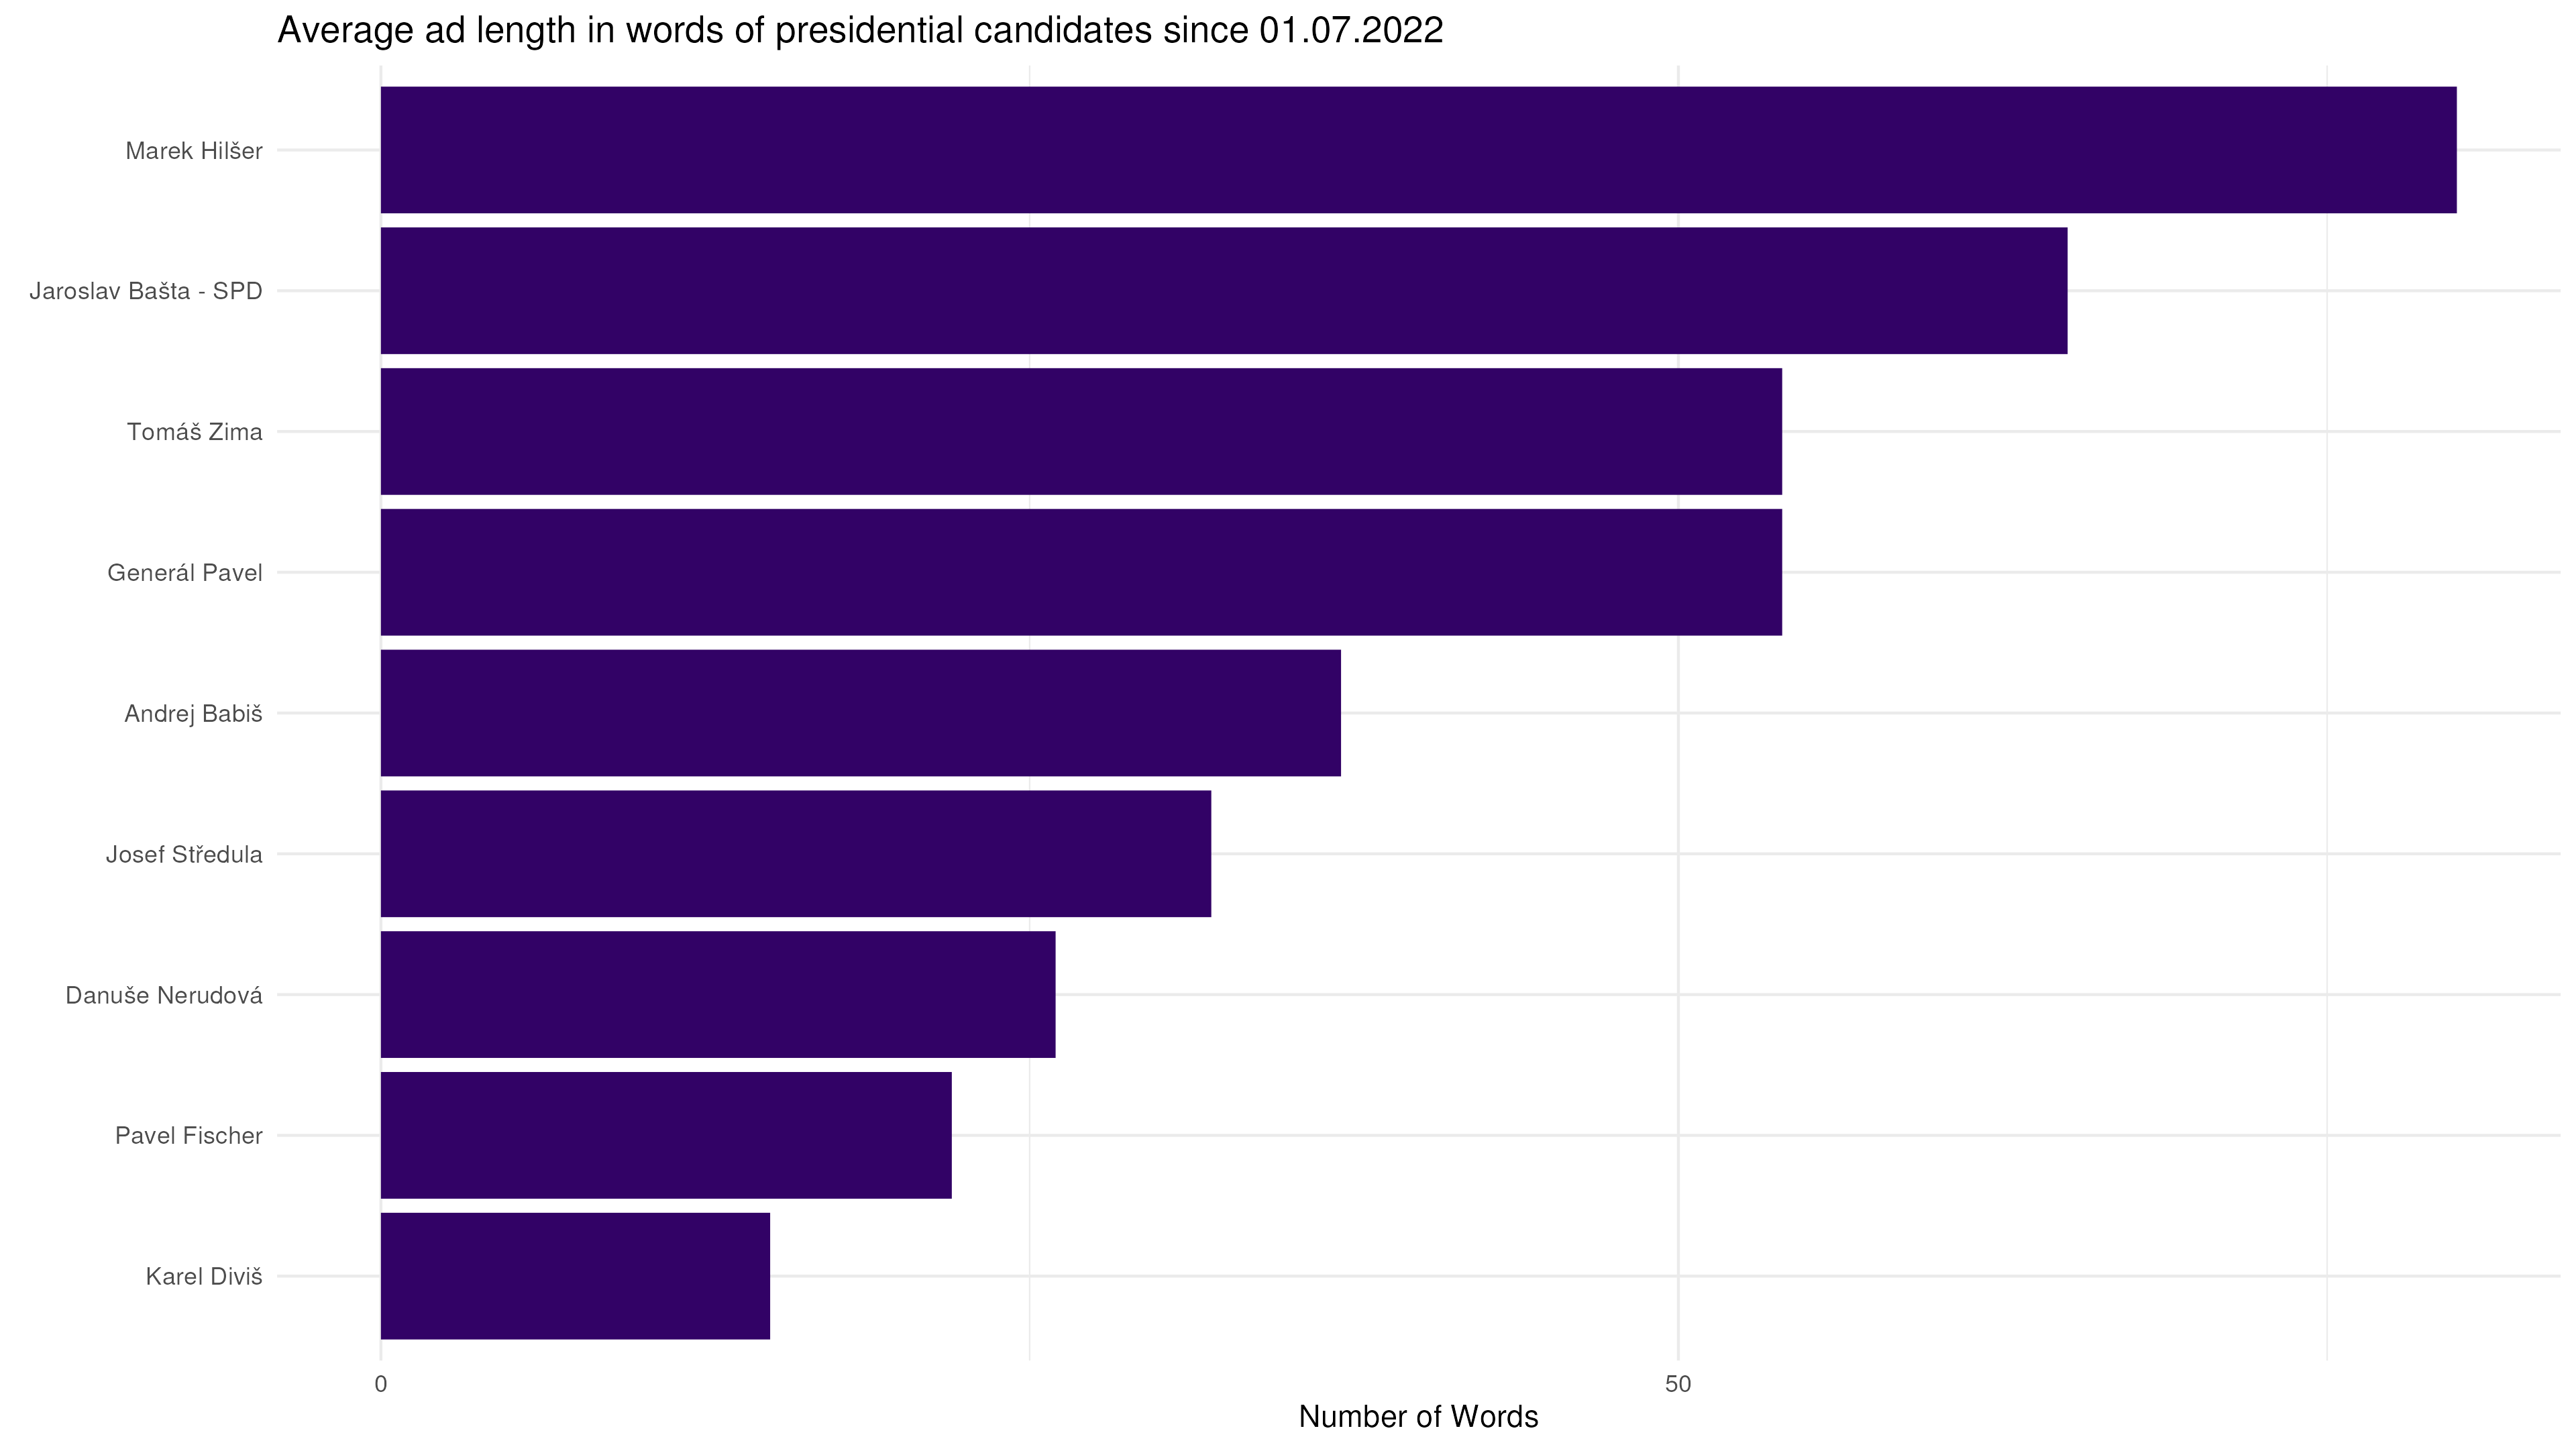 Average ad length in words of presidential candidates since 01.07.2022
Marek Hilšer
Jaroslav Bašta - SPD
Tomáš Zima
Generál Pavel
Andrej Babiš
Josef Středula
Danuše Nerudová
Pavel Fischer
Karel Diviš
0
50
Number of Words